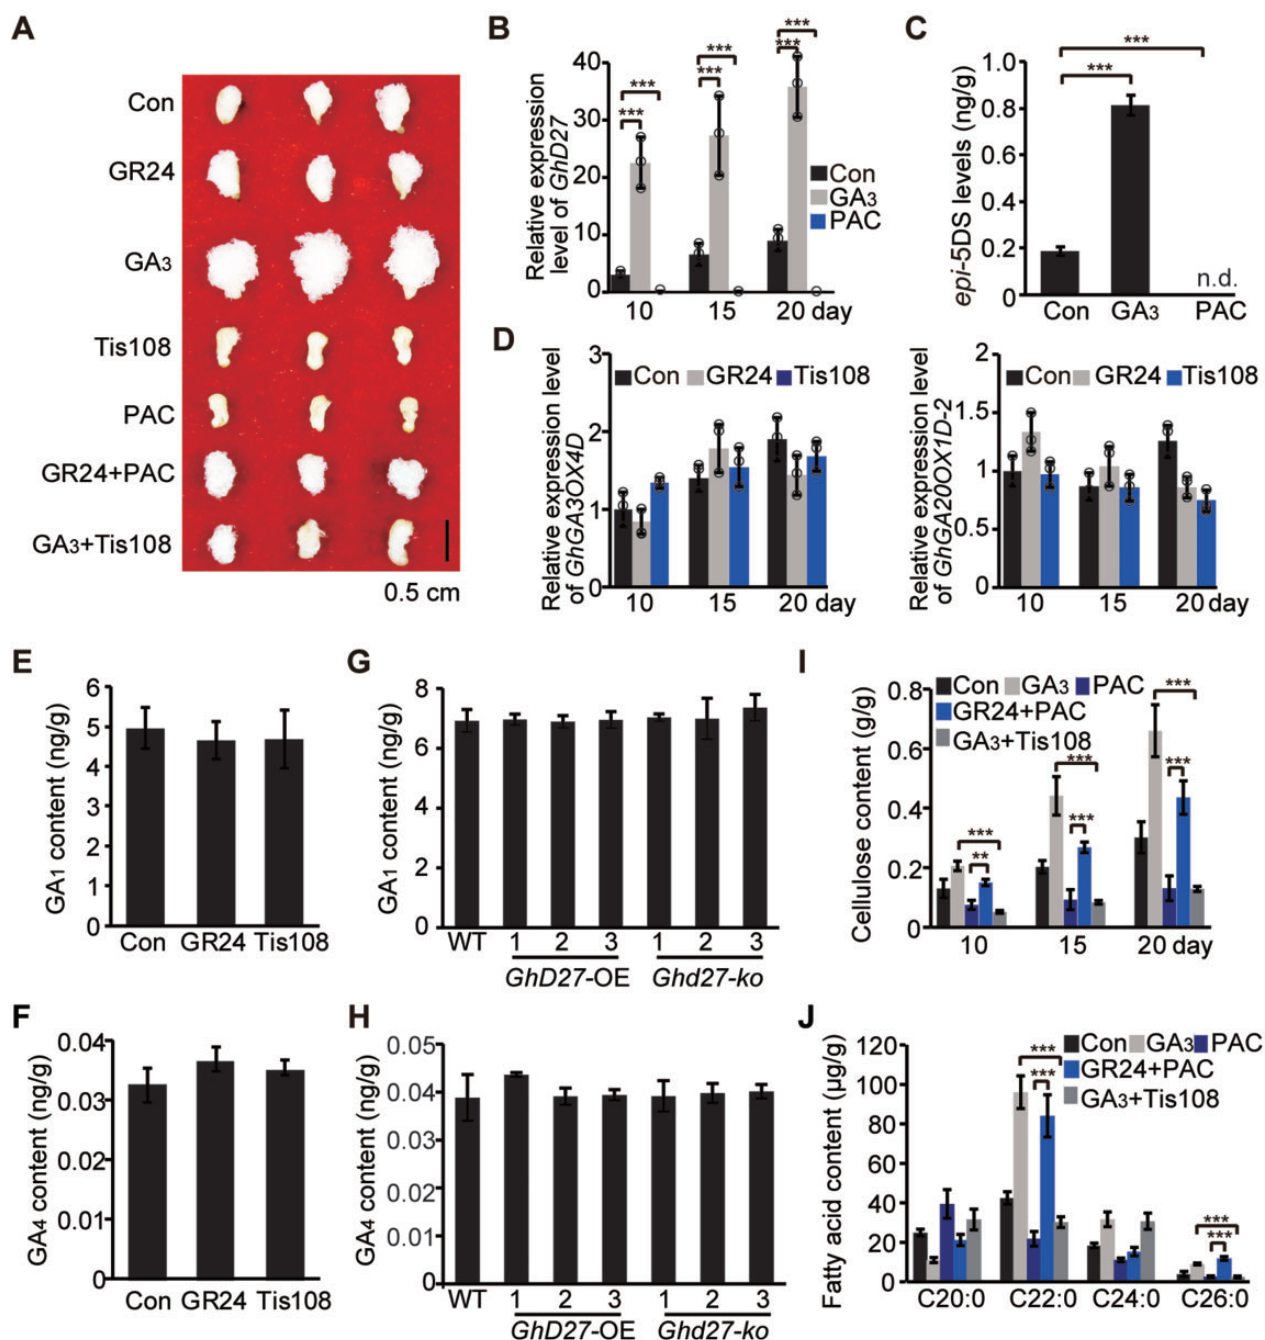 A
Con
GR24
GA3
Tis108
PAC
GR24+PAC
GA3+Tis108
0.5 cm
B
Relative expression
level of GhD27
40
30
20
10
0
***
***
***
***
***
***
Con
GA3
PAC
10
15
20 day
C
epi-5DS levels (ng/g)
1.0
0.8
0.6
0.4
0.2
0
***
***
n.d.
Con
GA3
PAC
D
Relative expression level
of GhGA3OX4D
3
2
1
0
Con
GR24
Tis108
10
15
20 day
Relative expression level
of GhGA20OX1D-2
2
1.5
1
0.5
0
Con
GR24
Tis108
10
15
20 day
E
GA1 content (ng/g)
6
5
4
3
2
1
0
Con
GR24
Tis108
F
GA4 content (ng/g)
0.04
0.03
0.02
0.01
0
Con
GR24
Tis108
G
GA1 content (ng/g)
8
6
4
2
0
WT
1
2
3
1
2
3
GhD27-OE
Ghd27-ko
H
GA4 content (ng/g)
0.05
0.04
0.03
0.02
0.01
0
WT
1
2
3
1
2
3
GhD27-OE
Ghd27-ko
I
Cellulose content (g/g)
0.8
0.6
0.4
0.2
0
Con
GA3
PAC
GR24+PAC
GA3+Tis108
***
**
***
***
***
***
10
15
20 day
J
Fatty acid content (µg/g)
120
100
80
60
40
20
0
Con
GA3
PAC
GR24+PAC
GA3+Tis108
***
***
***
***
C20:0
C22:0
C24:0
C26:0